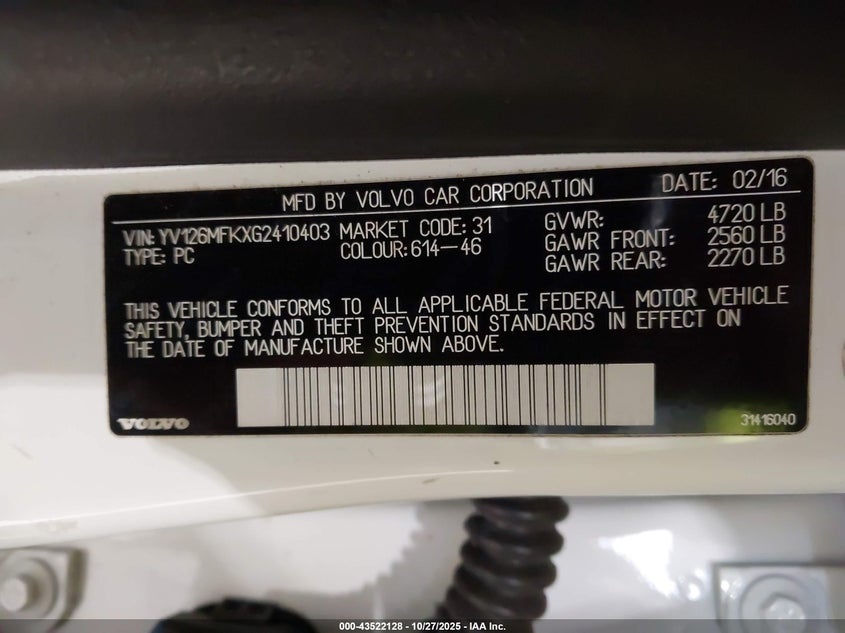 MFD BY VOLVO CAR CORPORATION DATE: 02/16
VIN: YV126MFKXG2410403 MARKET CODE: 31 GVWR: 4720 LB
TYPE: PC COLOUR: 614-46 GAWR FRONT: 2560 LB
GAWR REAR: 2270 LB
THIS VEHICLE CONFORMS TO ALL APPLICABLE FEDERAL MOTOR VEHICLE
SAFETY, BUMPER AND THEFT PREVENTION STANDARDS IN EFFECT ON
THE DATE OF MANUFACTURE SHOWN ABOVE.
VOLVO 31416040
000-43522128 - 10/27/2025 - IAA Inc.